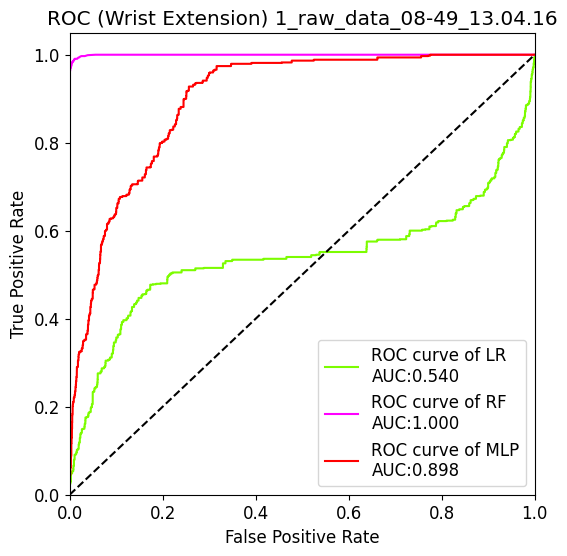 ROC (Wrist Extension) 1_raw_data_08-49_13.04.16
1.0
0.8
0.6
0.4
0.2
0.0
True Positive Rate
ROC curve of LR
AUC:0.540
ROC curve of RF
AUC:1.000
ROC curve of MLP
AUC:0.898
0.0 0.2 0.4 0.6 0.8 1.0
False Positive Rate